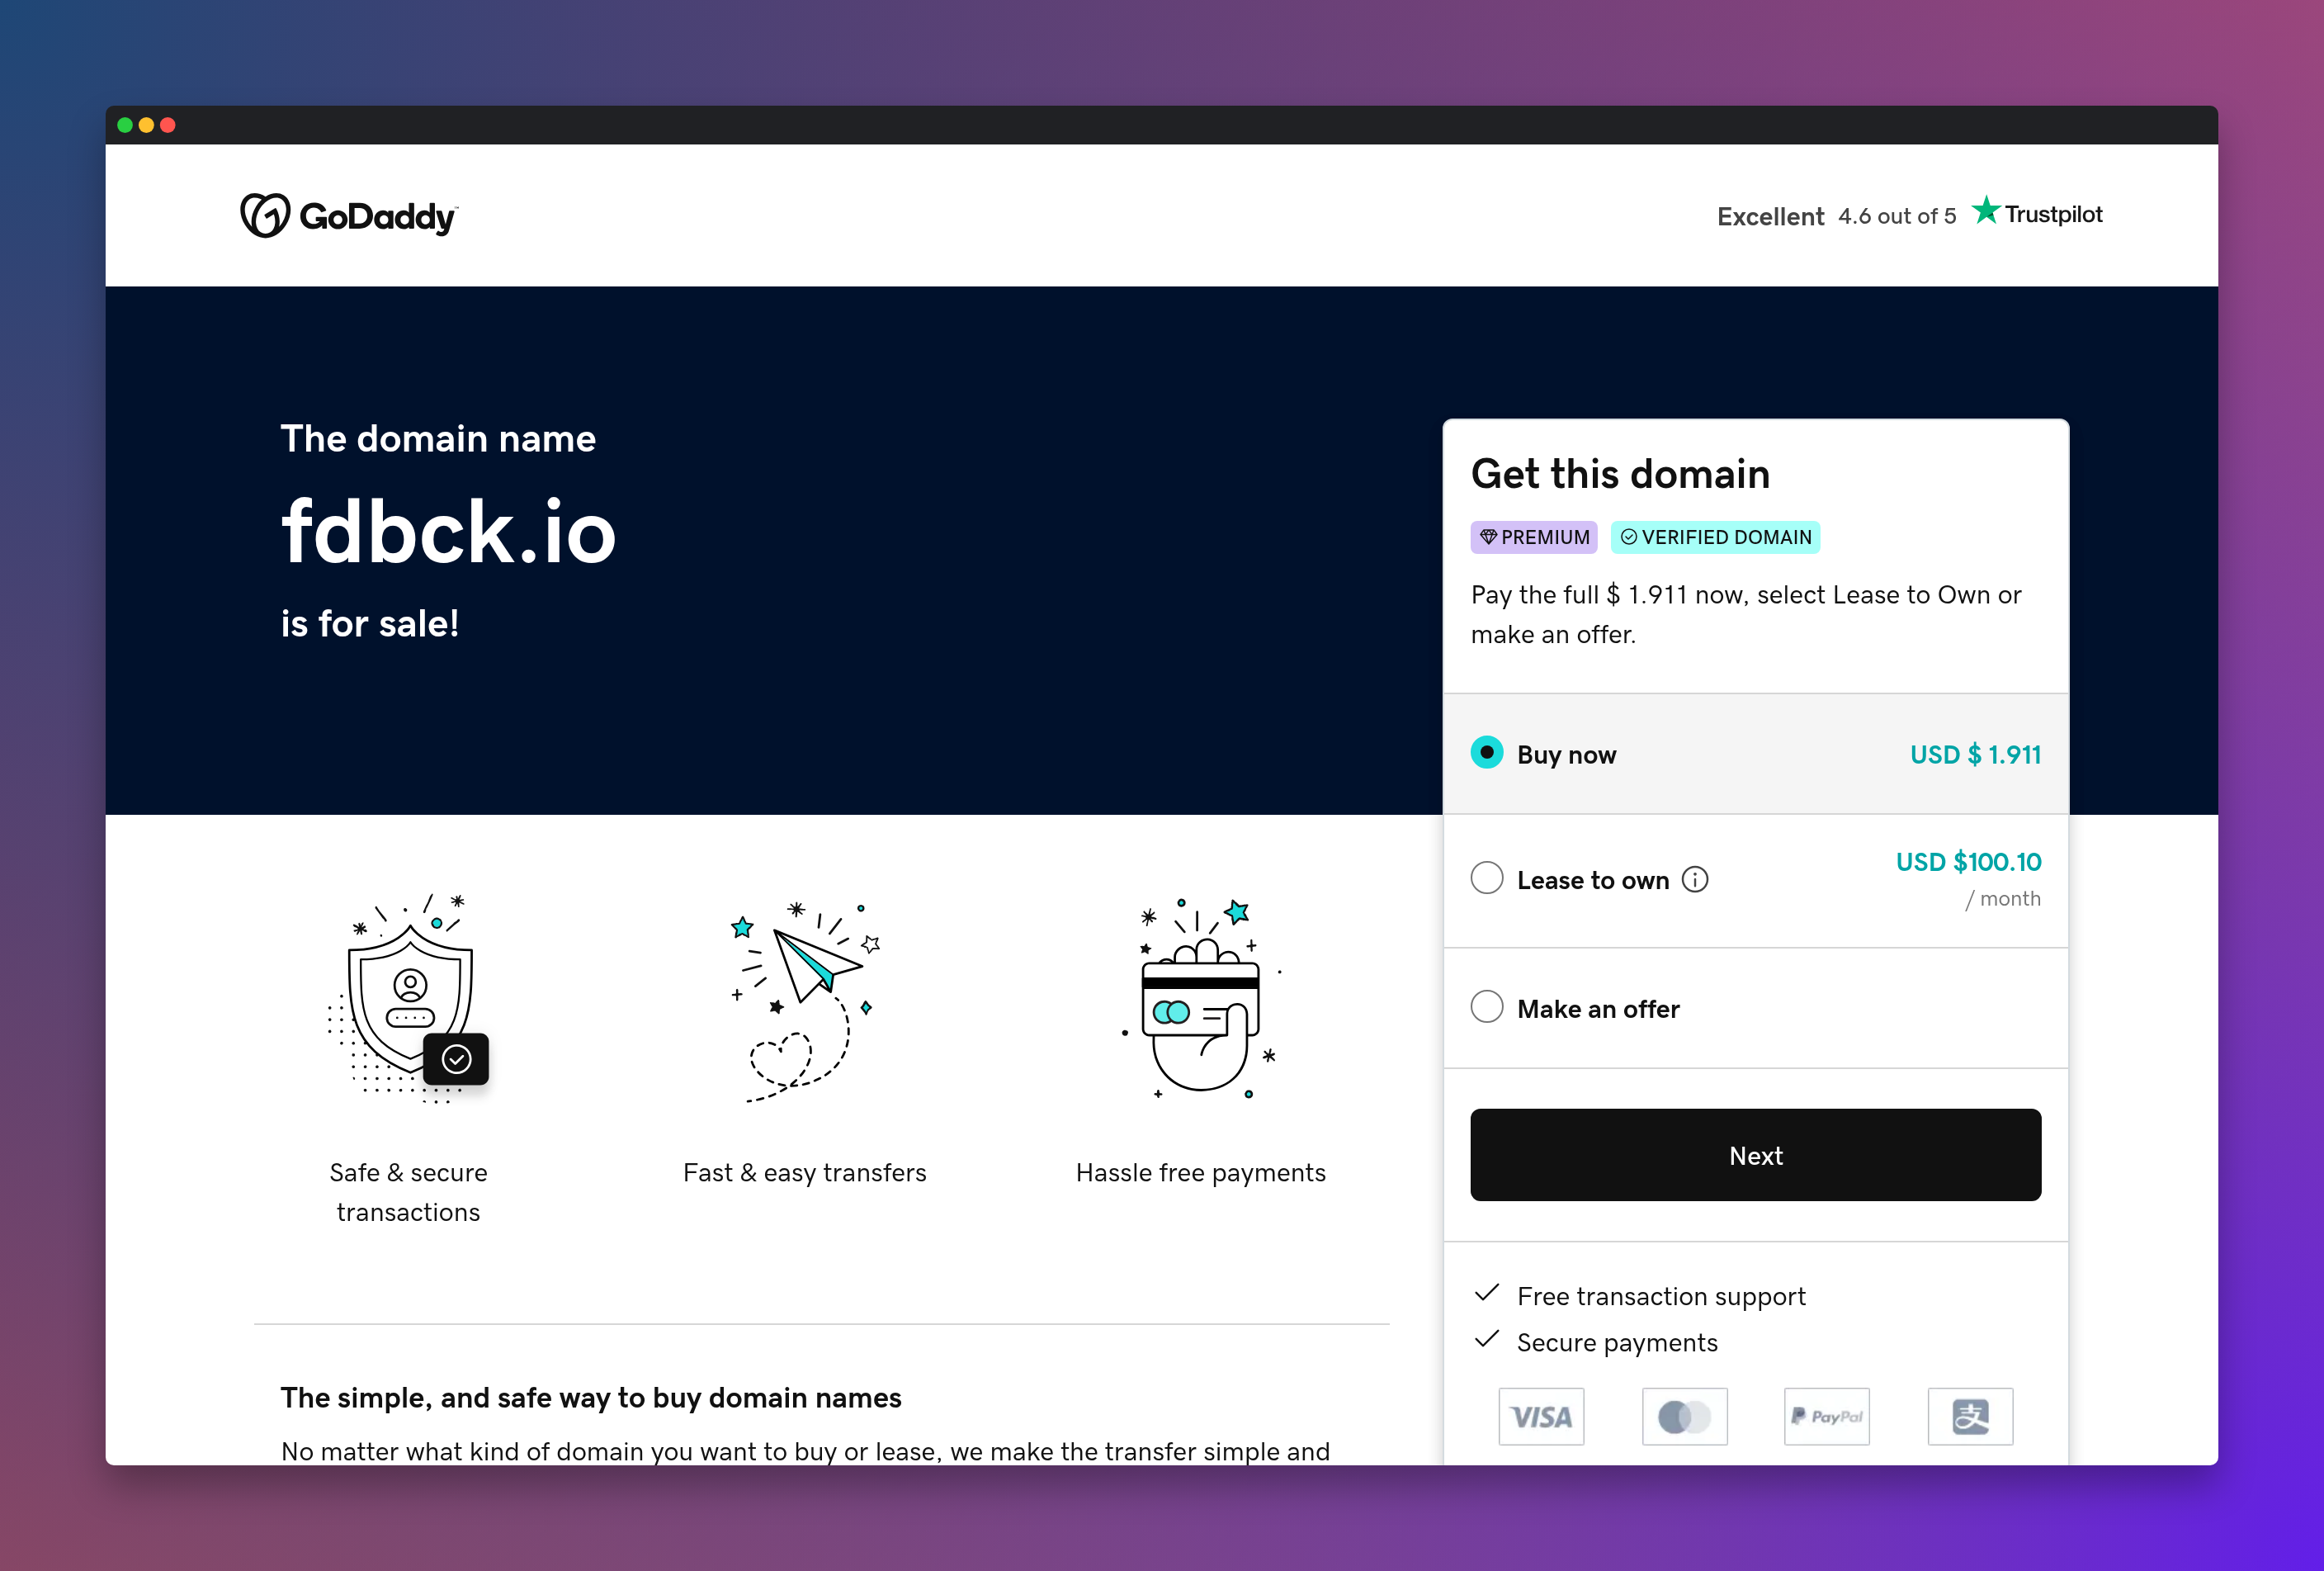 GoDaddy™
Excellent 4.6 out of 5 Trustpilot
The domain name
fdbck.io
is for sale!
Get this domain
PREMIUM VERIFIED DOMAIN
Pay the full $ 1.911 now, select Lease to Own or
make an offer.
Buy now USD $ 1.911
Lease to own USD $100.10
/ month
Make an offer
Next
Safe & secure
transactions
Fast & easy transfers
Hassle free payments
Free transaction support
Secure payments
VISA PayPal 支
The simple, and safe way to buy domain names
No matter what kind of domain you want to buy or lease, we make the transfer simple and